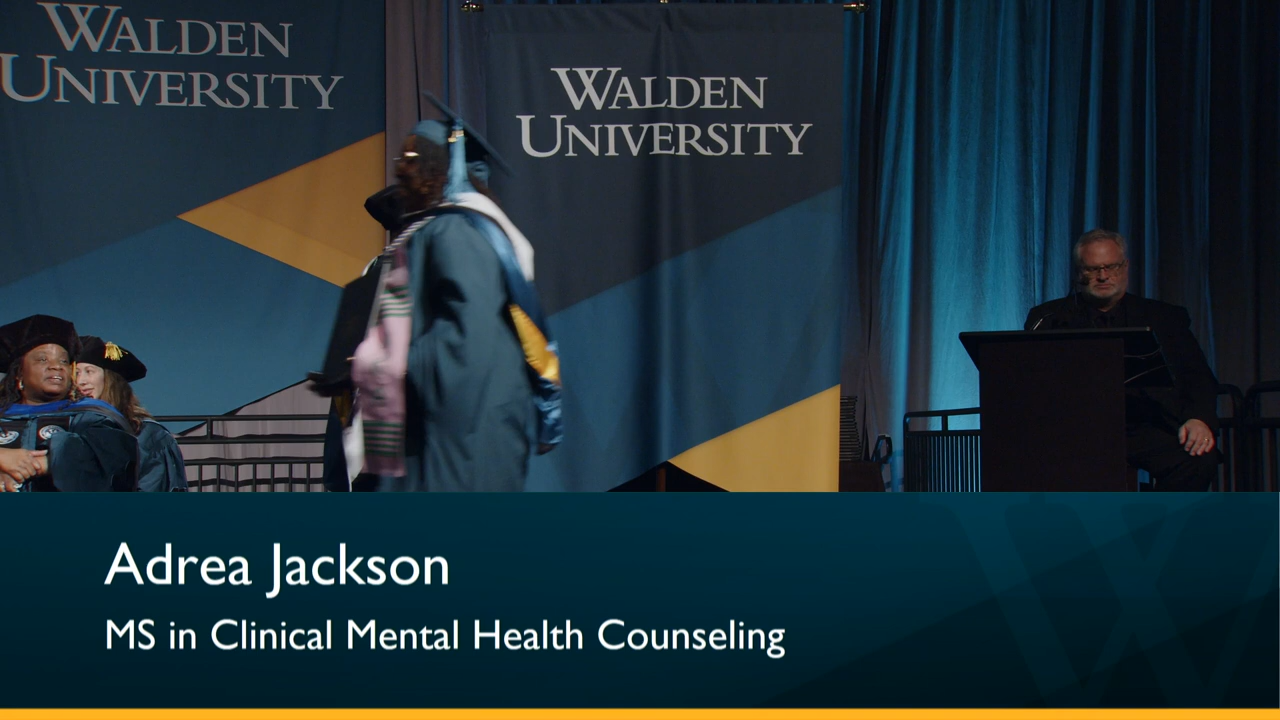 WALDEN
UNIVERSITY
WALDEN
UNIVERSITY
Adrea Jackson
MS in Clinical Mental Health Counseling